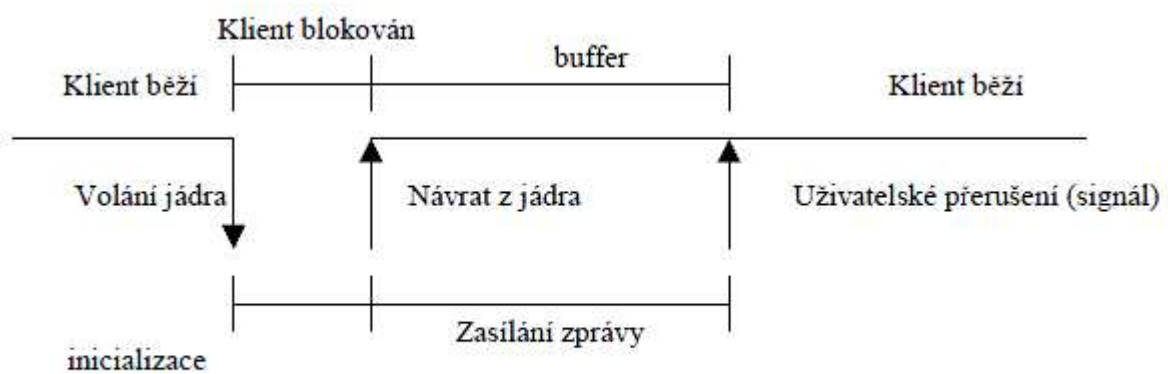 Klient blokován
buffer
Klient běží
Klient běží
Volání jádra
Návrat z jádra
Uživatelské přerušení (signál)
Zasílání zprávy
inicializace